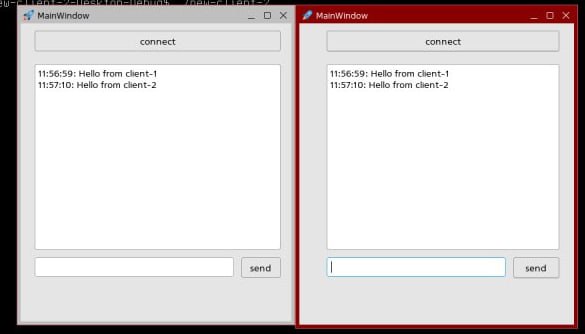 ew-client-2-Desktop-Debug$ ./new-client-2
MainWindow
connect
11:56:59: Hello from client-1
11:57:10: Hello from client-2
send
MainWindow
connect
11:56:59: Hello from client-1
11:57:10: Hello from client-2
send